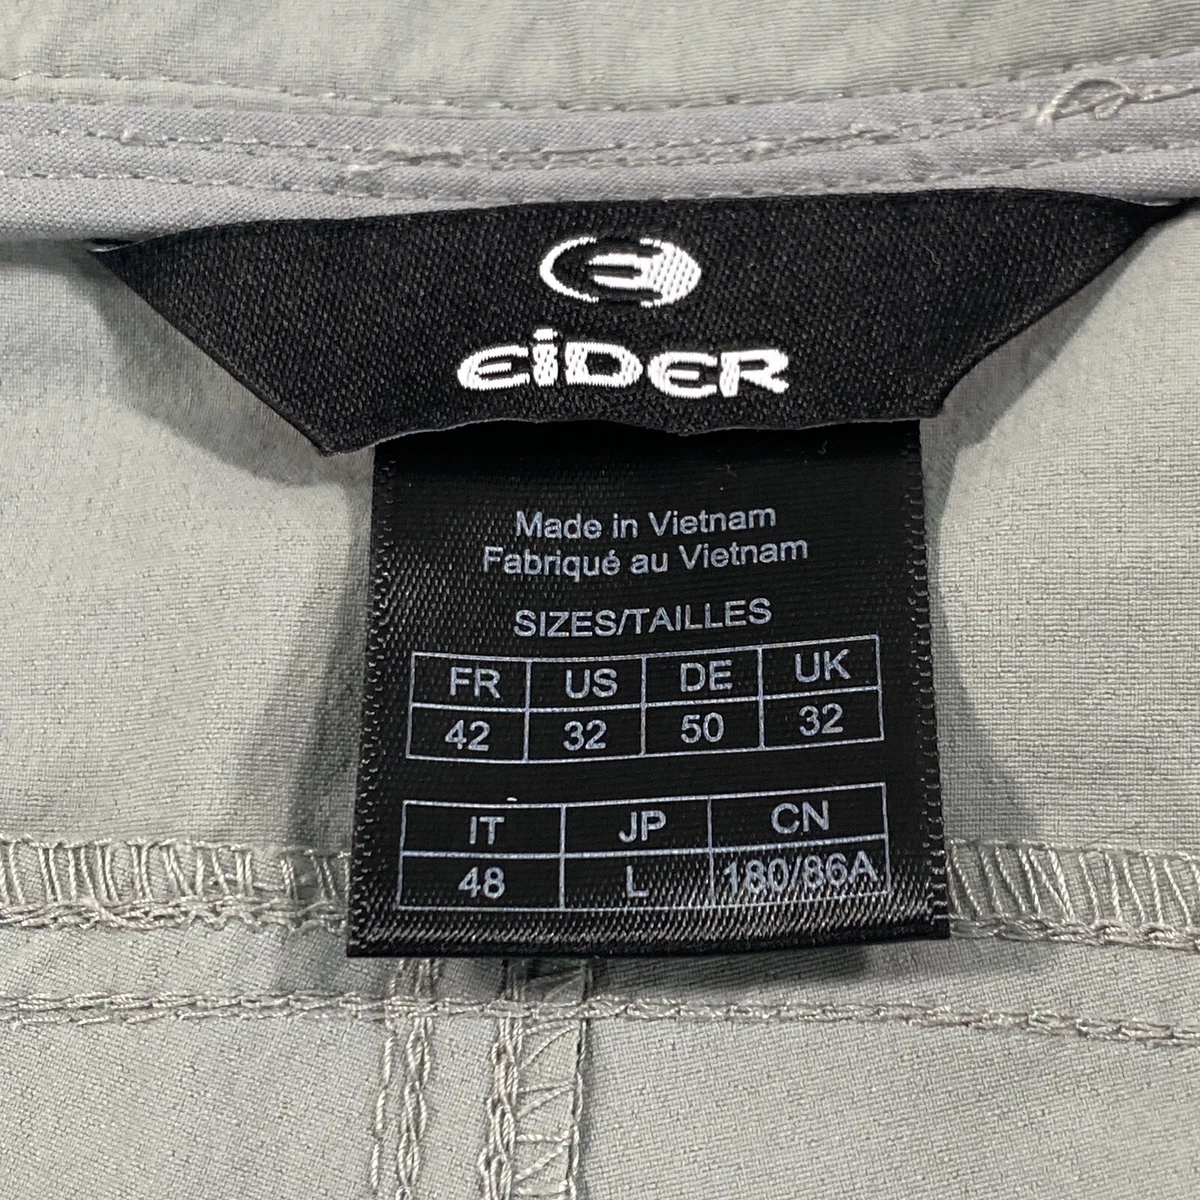 EiDER
Made in Vietnam
Fabriqué au Vietnam
SIZES/TAILLES
FR US DE UK
42 32 50 32
IT JP CN
48 L 180/86A